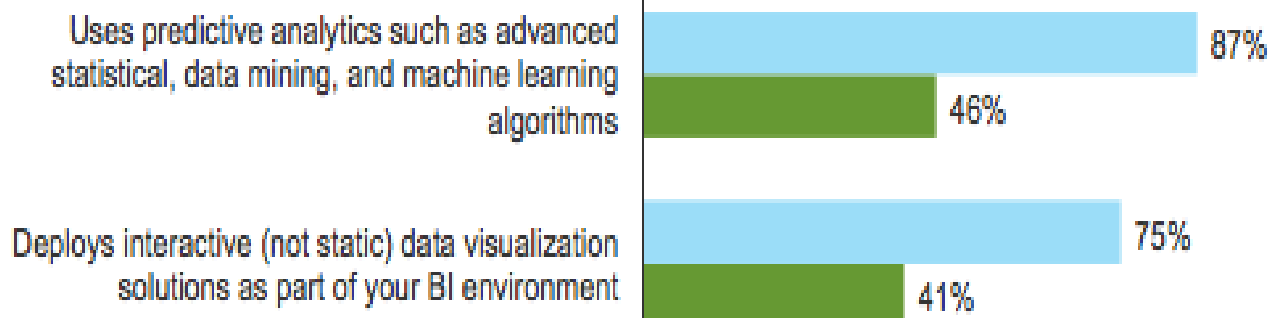 Uses predictive analytics such as advanced
statistical, data mining, and machine learning
algorithms
87%
46%
Deploys interactive (not static) data visualization
solutions as part of your BI environment
75%
41%